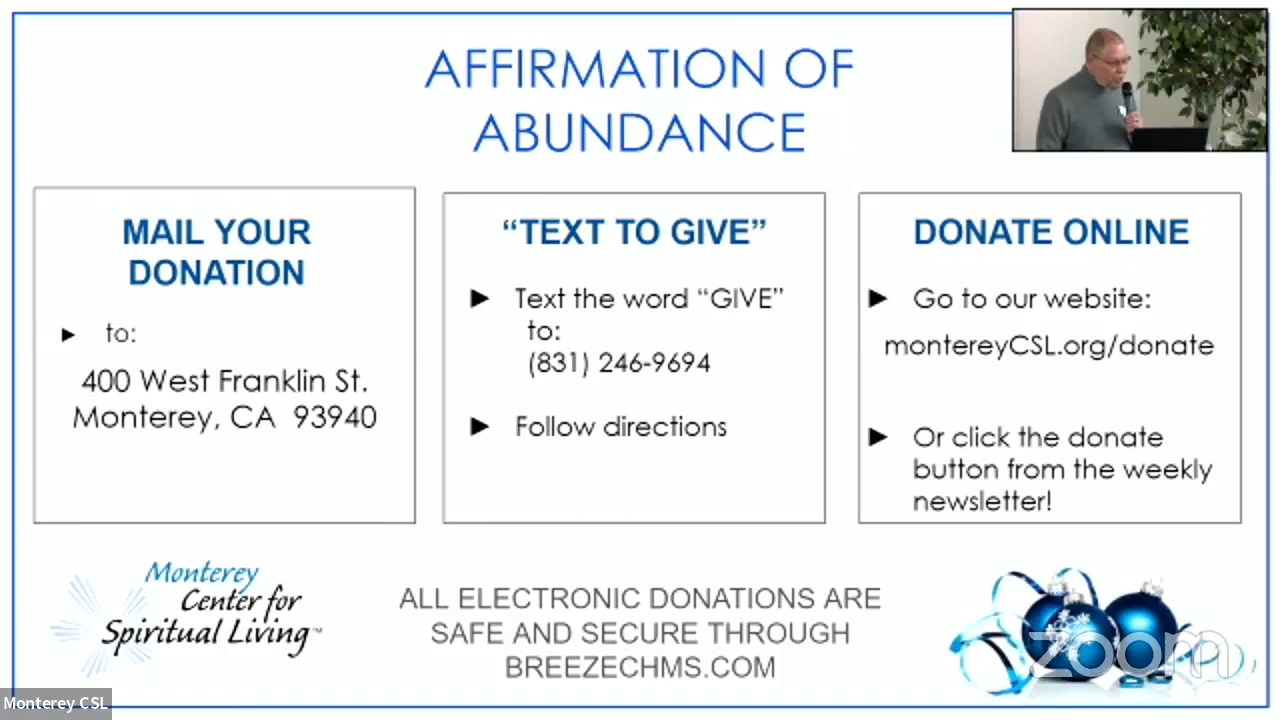 AFFIRMATION OF
ABUNDANCE
MAIL YOUR
DONATION
► to:
400 West Franklin St.
Monterey, CA 93940
“TEXT TO GIVE”
► Text the word “GIVE”
to:
(831) 246-9694
► Follow directions
DONATE ONLINE
► Go to our website:
montereyCSL.org/donate
► Or click the donate
button from the weekly
newsletter!
Monterey
Center for
Spiritual Living™
ALL ELECTRONIC DONATIONS ARE
SAFE AND SECURE THROUGH
BREEZECHMS.COM
zoom
Monterey CSL